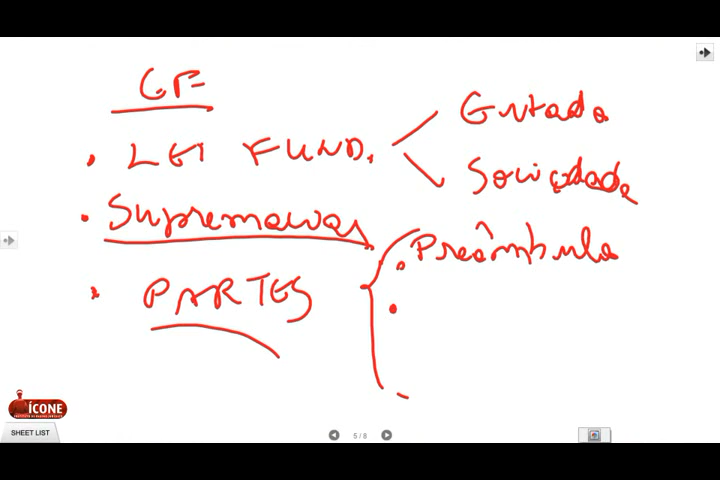 CF
• LEI FUND. Estado
Sociedade
• Supremacia
• Preâmbulo
• PARTES
ÍCONE
SHEET LIST
5 / 8